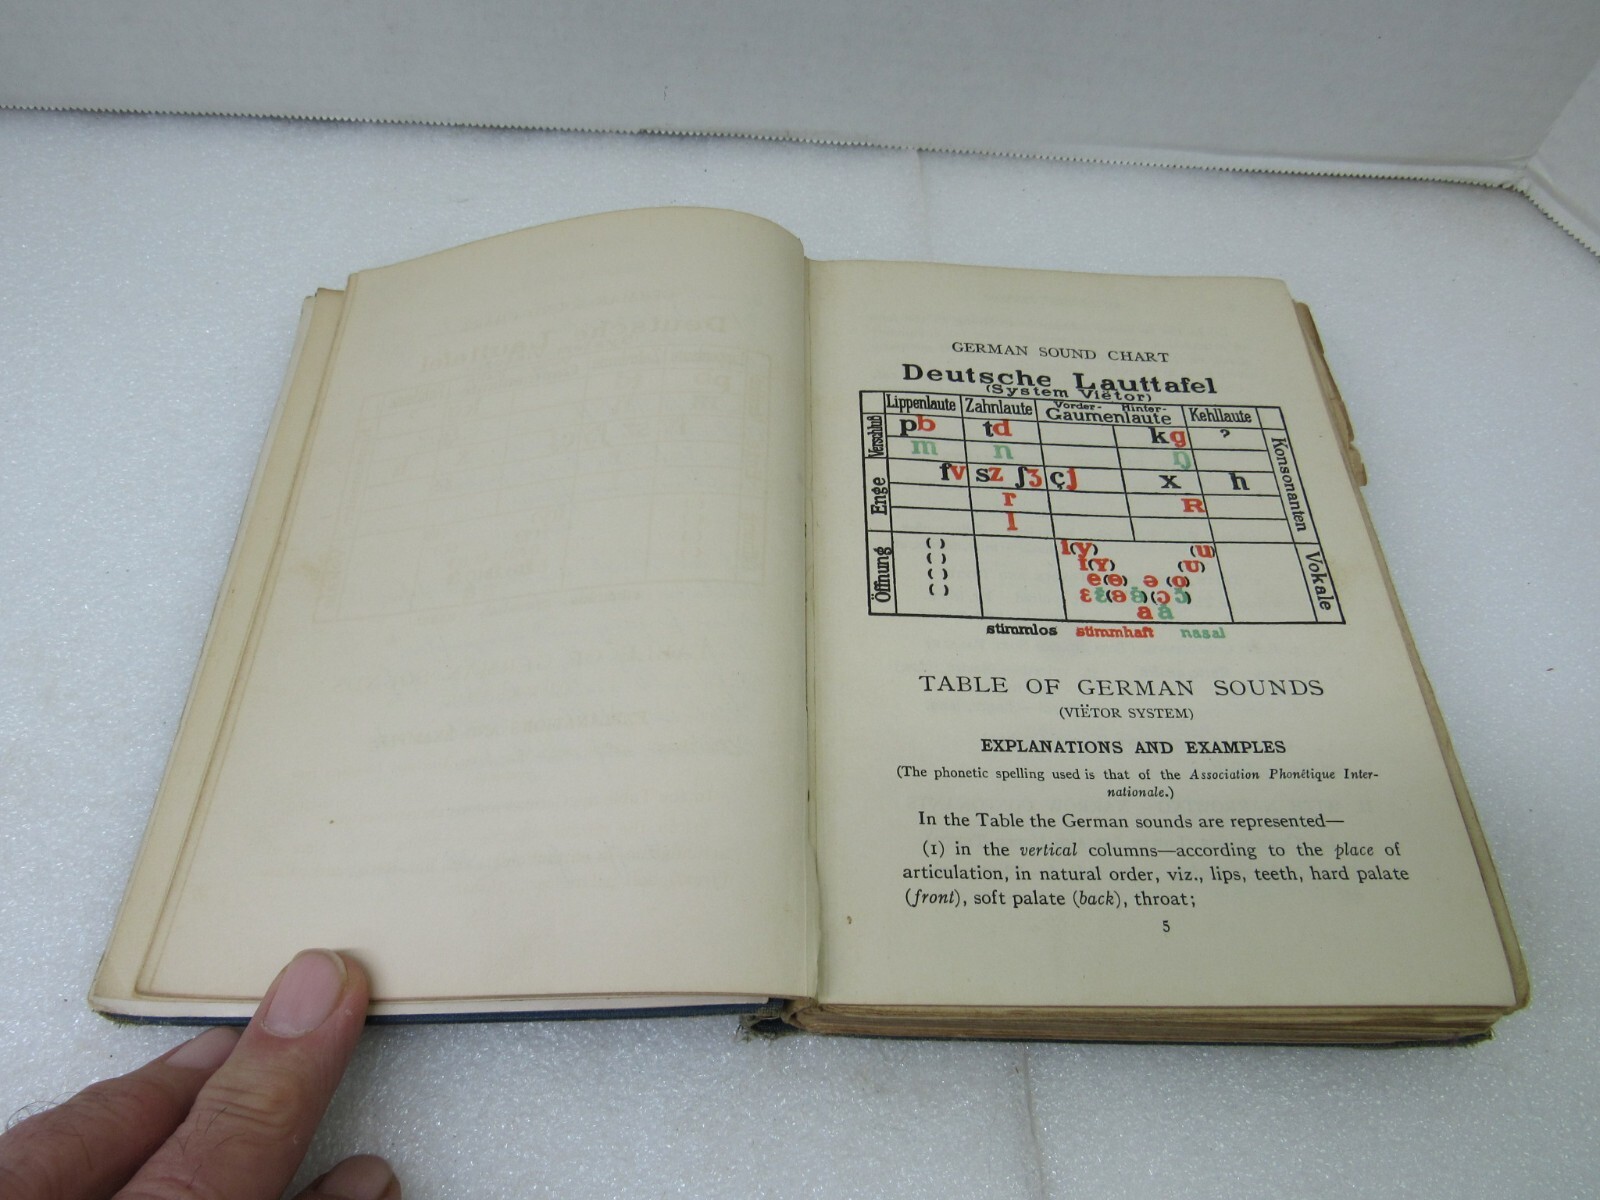 GERMAN SOUND CHART
Deutsche Lauttafel
(System Viëtor)
Lippenlaute Zahnlaute Vorder- Hinter- Gaumenlaute Kehllaute
Verschluß pb td kg ?
m n ŋ
Enge fv sz ʃʒ çj x h
r R
l
Konsonanten
Öffnung ( ) i(y) (u)
( ) ɪ(Y) (ʊ)
( ) e(ø) ə (o)
( )
a
Vokale
stimmlos stimmhaft nasal
TABLE OF GERMAN SOUNDS
(VIËTOR SYSTEM)
EXPLANATIONS AND EXAMPLES
(The phonetic spelling used is that of the Association Phonétique Inter-
nationale.)
In the Table the German sounds are represented—
(1) in the vertical columns—according to the place of
articulation, in natural order, viz., lips, teeth, hard palate
(front), soft palate (back), throat;
5